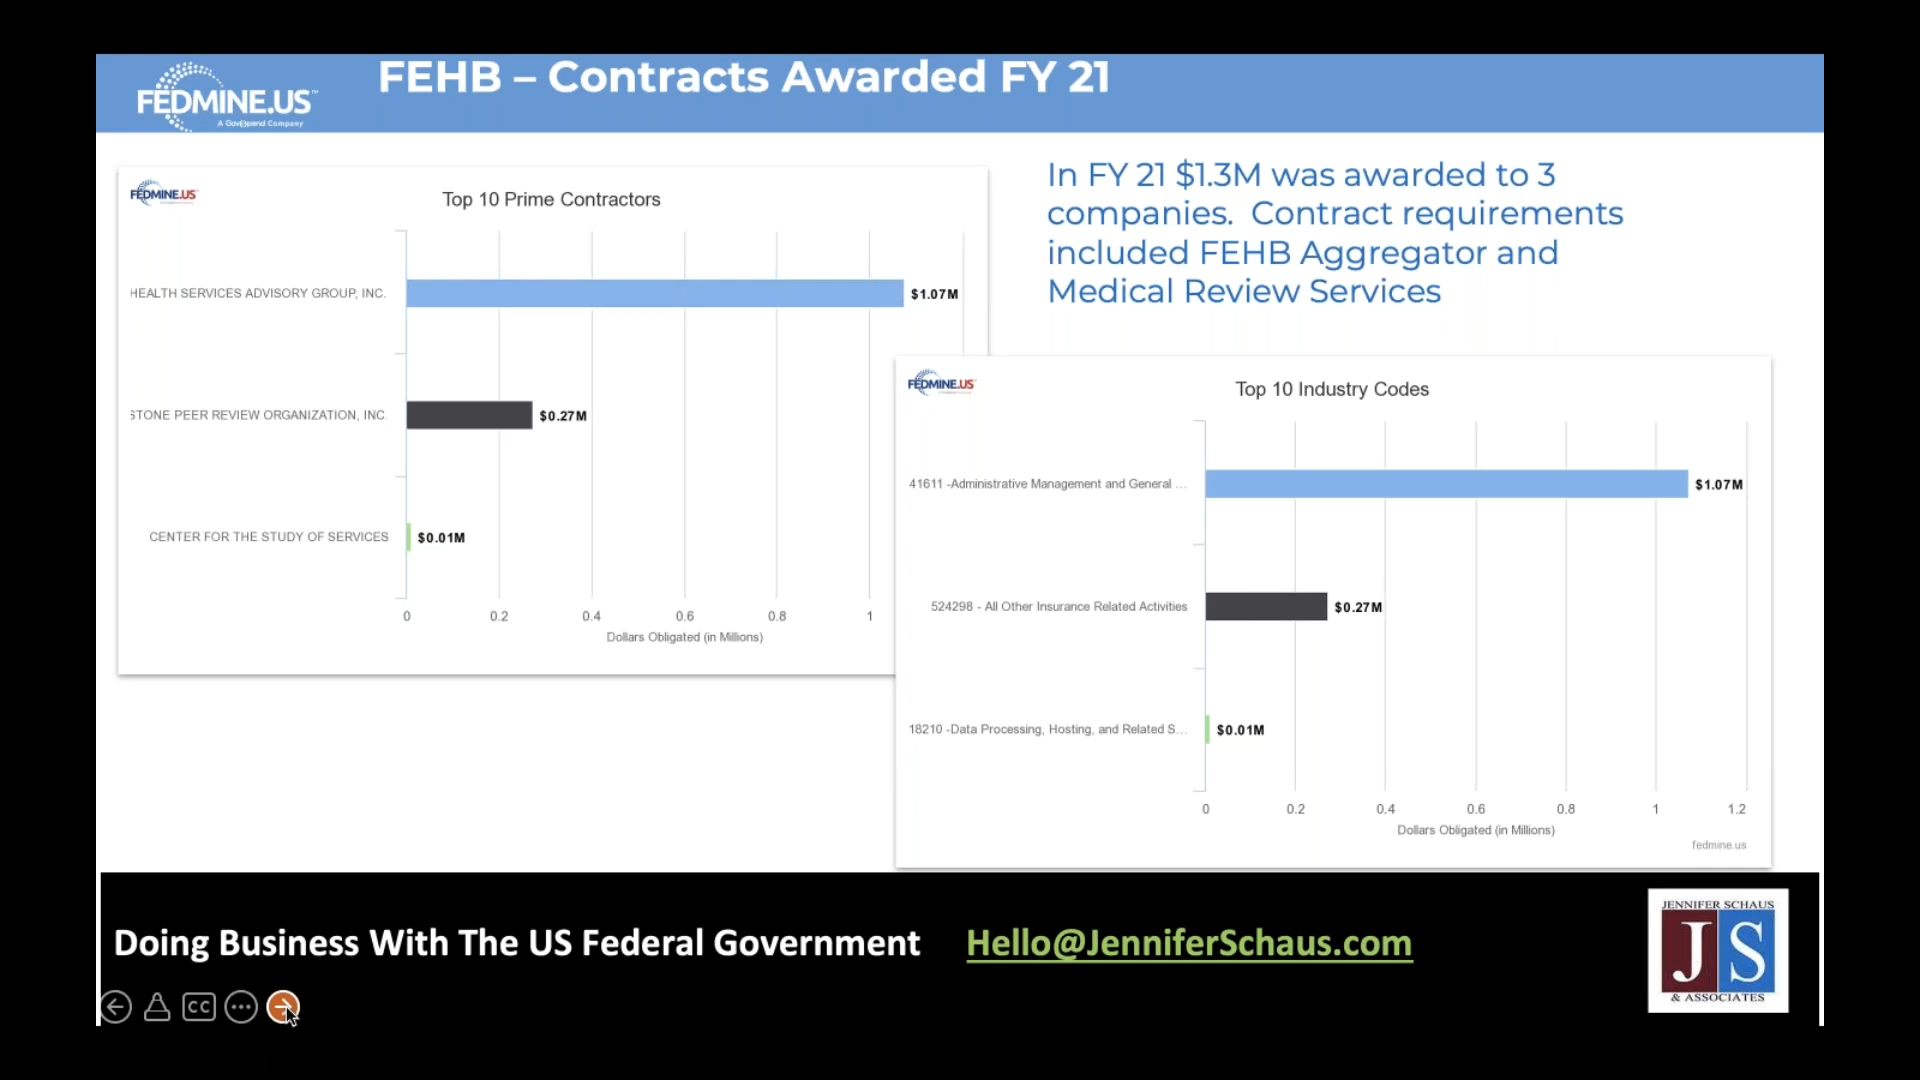 FEHB – Contracts Awarded FY 21
FEDMINE.US™
A GovSpend Company
In FY 21 $1.3M was awarded to 3
companies. Contract requirements
included FEHB Aggregator and
Medical Review Services
FEDMINE.US
Top 10 Prime Contractors
HEALTH SERVICES ADVISORY GROUP, INC.
$1.07M
STONE PEER REVIEW ORGANIZATION, INC.
$0.27M
CENTER FOR THE STUDY OF SERVICES
$0.01M
0 0.2 0.4 0.6 0.8 1
Dollars Obligated (in Millions)
FEDMINE.US
Top 10 Industry Codes
41611 -Administrative Management and General ...
$1.07M
524298 - All Other Insurance Related Activities
$0.27M
18210 -Data Processing, Hosting, and Related S...
$0.01M
0 0.2 0.4 0.6 0.8 1 1.2
Dollars Obligated (in Millions)
fedmine.us
Doing Business With The US Federal Government
Hello@JenniferSchaus.com
JENNIFER SCHAUS
JS
& ASSOCIATES
CC